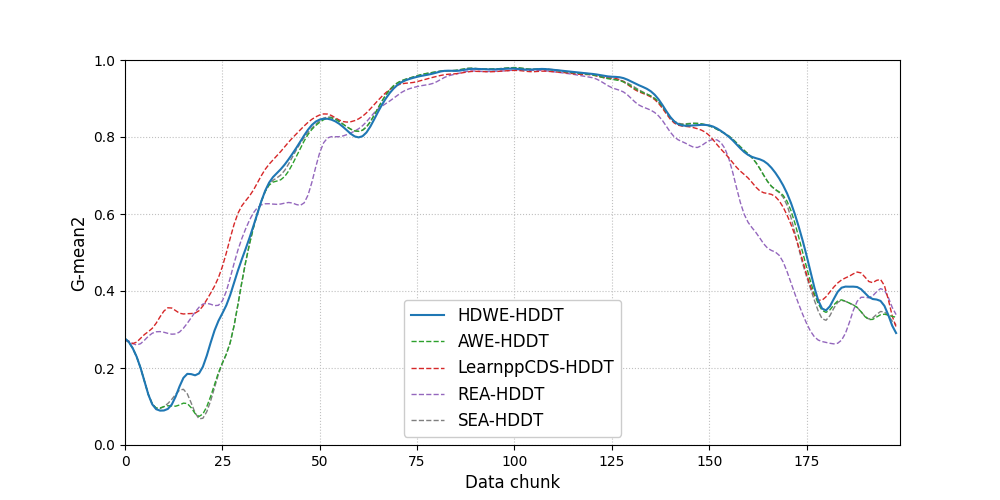 1.0
0.8
0.6
0.4
0.2
0.0
G-mean2
HDWE-HDDT
AWE-HDDT
LearnppCDS-HDDT
REA-HDDT
SEA-HDDT
0 25 50 75 100 125 150 175
Data chunk